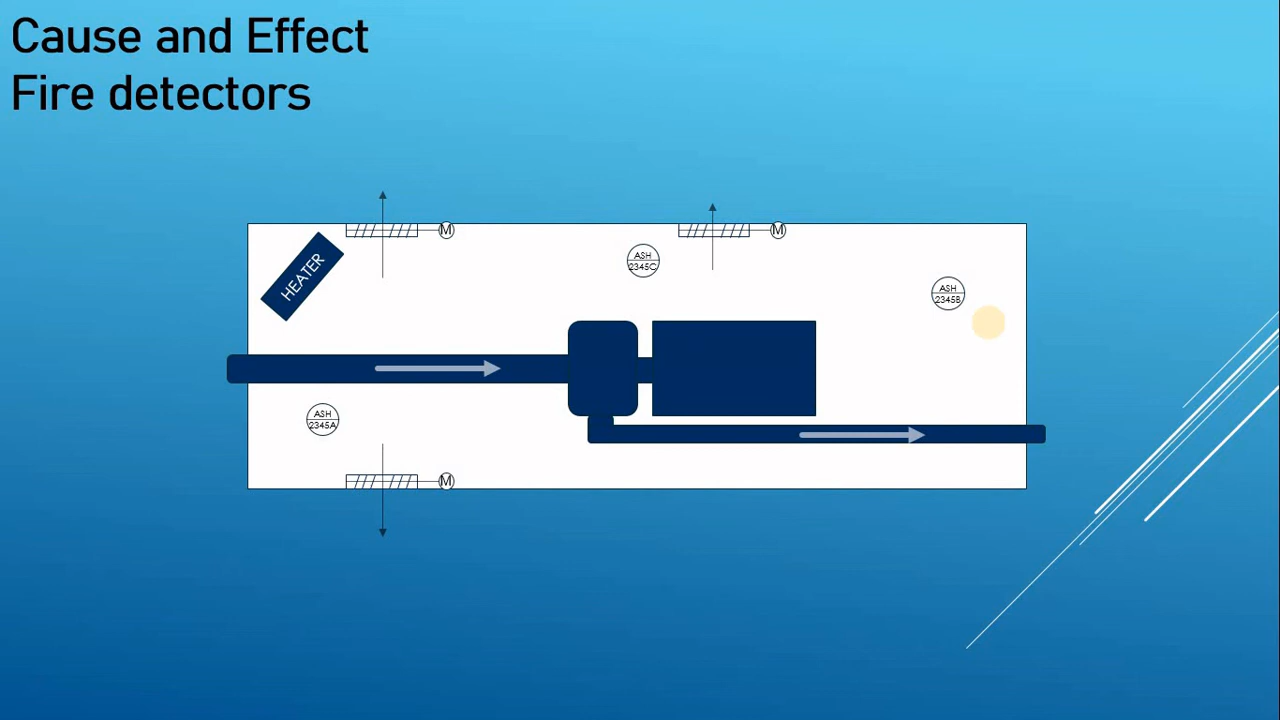 Cause and Effect
Fire detectors
M
M
ASH
2345C
HEATER
ASH
2345B
ASH
2345A
M